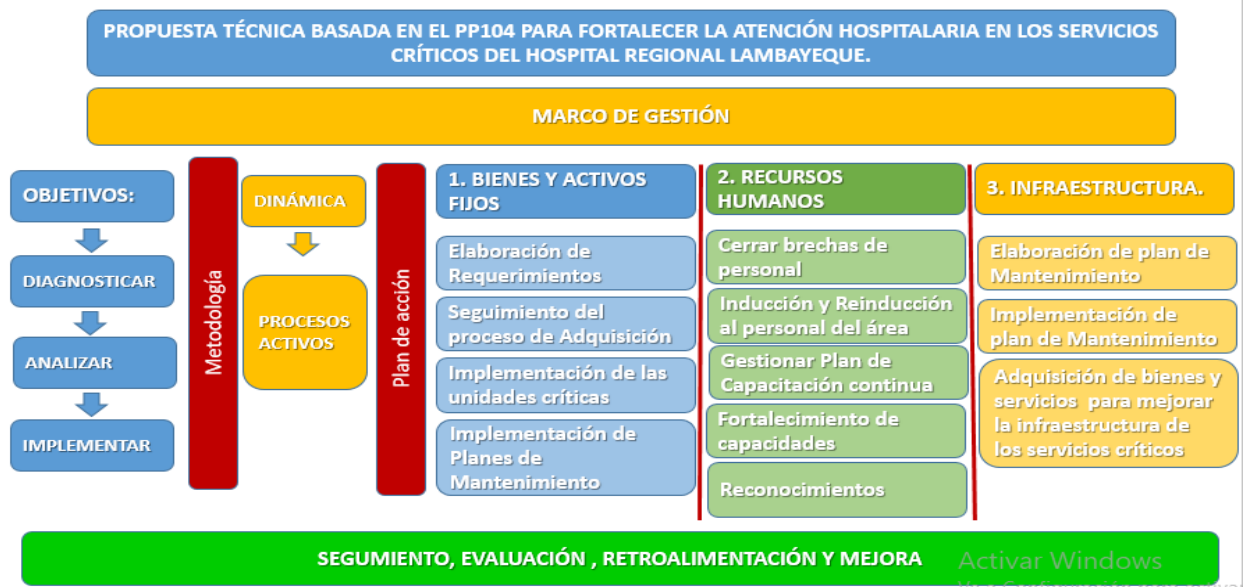 PROPUESTA TÉCNICA BASADA EN EL PP104 PARA FORTALECER LA ATENCIÓN HOSPITALARIA EN LOS SERVICIOS
CRÍTICOS DEL HOSPITAL REGIONAL LAMBAYEQUE.
MARCO DE GESTIÓN
OBJETIVOS:
DIAGNOSTICAR
ANALIZAR
IMPLEMENTAR
Metodología
DINÁMICA
PROCESOS
ACTIVOS
Plan de acción
1. BIENES Y ACTIVOS
FIJOS
Elaboración de
Requerimientos
Seguimiento del
proceso de Adquisición
Implementación de las
unidades críticas
Implementación de
Planes de
Mantenimiento
2. RECURSOS
HUMANOS
Cerrar brechas de
personal
Inducción y Reinducción
al personal del área
Gestionar Plan de
Capacitación continua
Fortalecimiento de
capacidades
Reconocimientos
3. INFRAESTRUCTURA.
Elaboración de plan de
Mantenimiento
Implementación de
plan de Mantenimiento
Adquisición de bienes y
servicios para mejorar
la infraestructura de
los servicios críticos
SEGUMIENTO, EVALUACIÓN , RETROALIMENTACIÓN Y MEJORA
Activar Windows